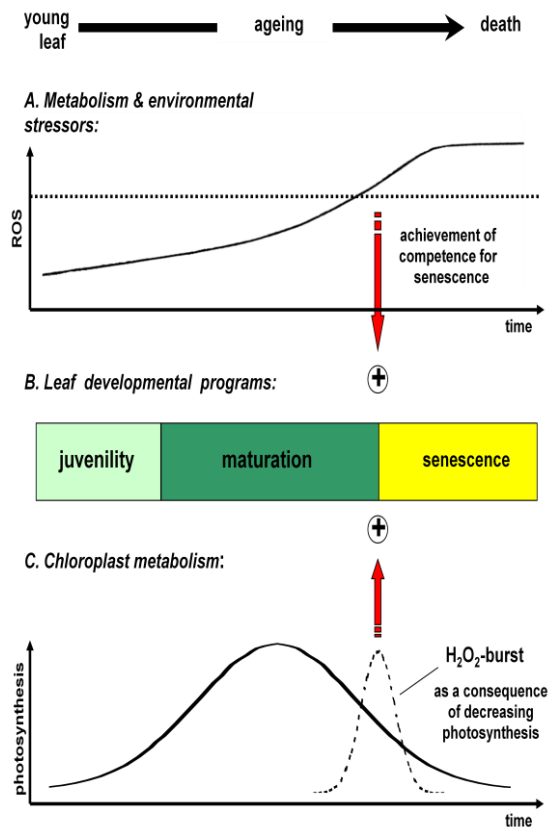 young
leaf
ageing
death
A. Metabolism & environmental
stressors:
ROS
achievement of
competence for
senescence
time
+
B. Leaf developmental programs:
juvenility
maturation
senescence
+
C. Chloroplast metabolism:
photosynthesis
H₂O₂-burst
as a consequence
of decreasing
photosynthesis
time